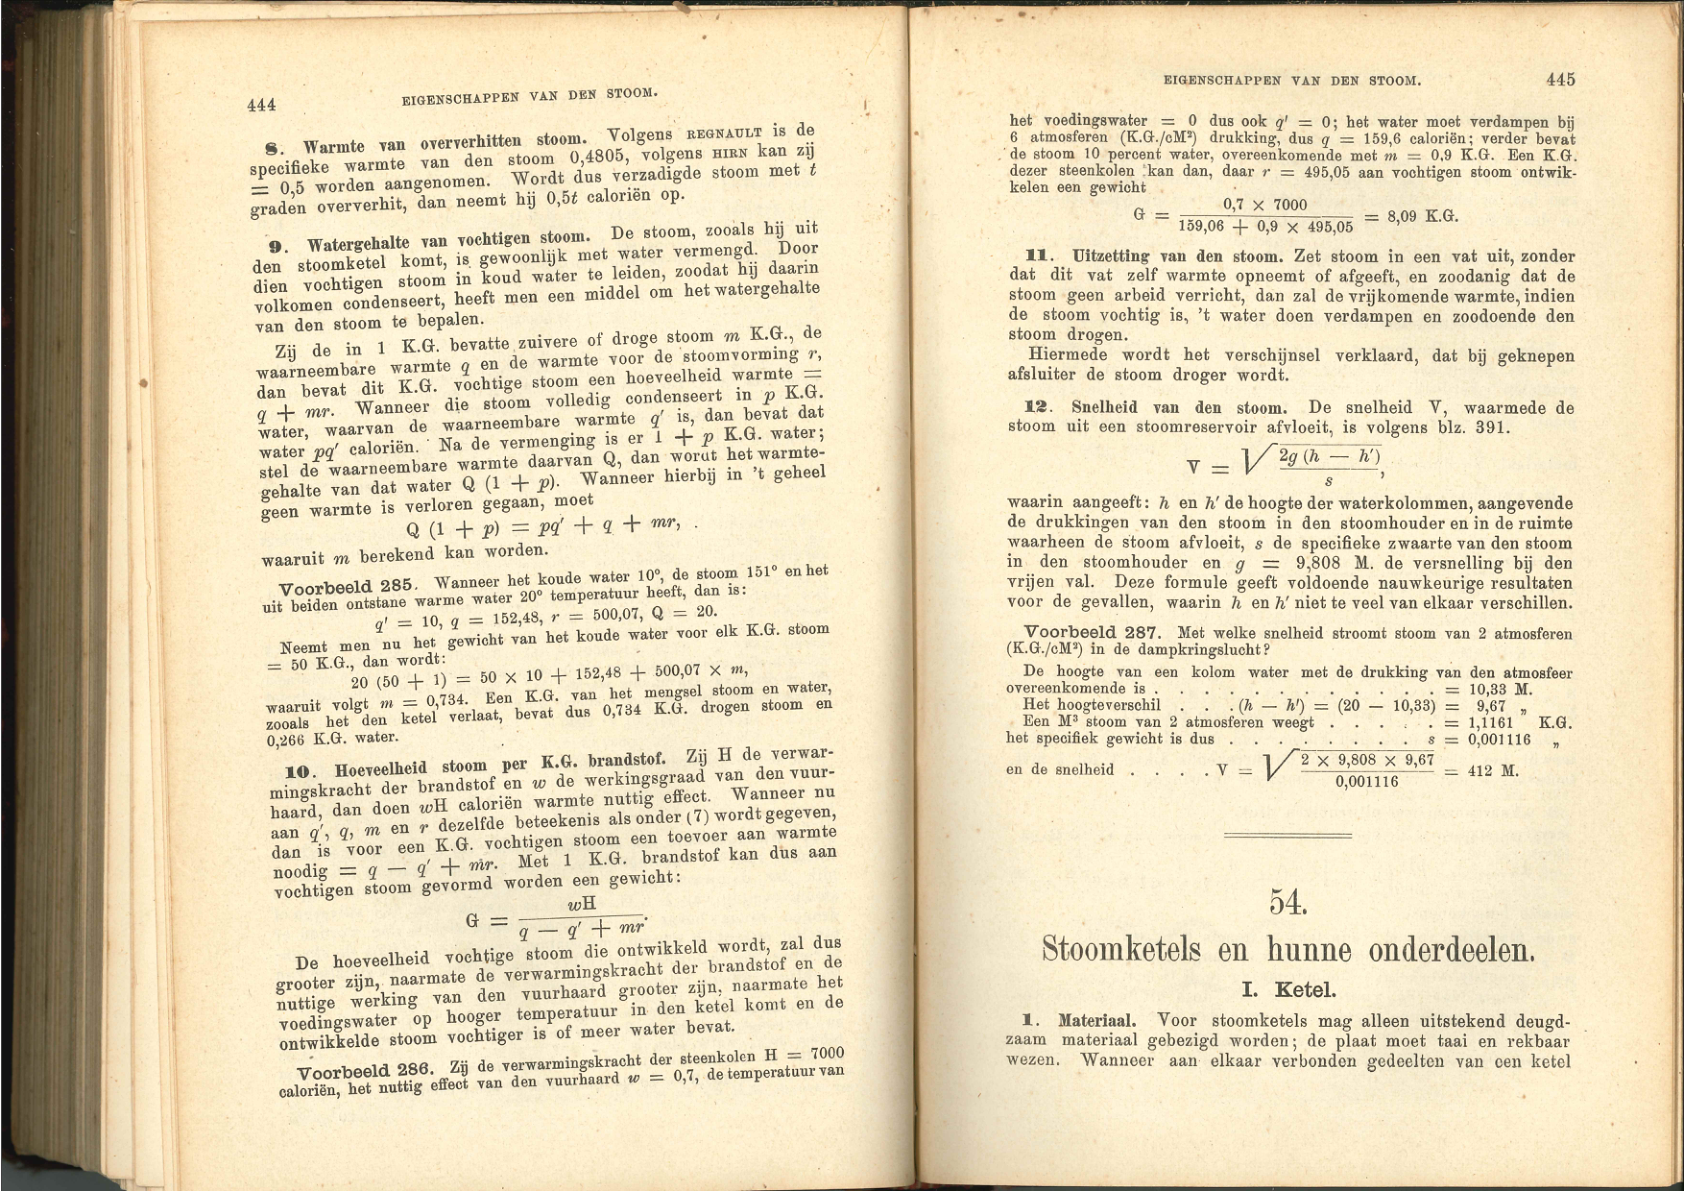 444
EIGENSCHAPPEN VAN DEN STOOM.
8. Warmte van oververhitten stoom. Volgens REGNAULT is de
specifieke warmte van den stoom 0,4805, volgens HIRN kan zij
= 0,5 worden aangenomen. Wordt dus verzadigde stoom met t
graden oververhit, dan neemt hij 0,5t caloriën op.
9. Watergehalte van vochtigen stoom. De stoom, zooals hij uit
den stoomketel komt, is gewoonlijk met water vermengd. Door
dien vochtigen stoom in koud water te leiden, zoodat hij daarin
volkomen condenseert, heeft men een middel om het watergehalte
van den stoom te bepalen.
Zij de in 1 K.G. bevatte zuivere of droge stoom m K.G., de
waarneembare warmte q en de warmte voor de stoomvorming r,
dan bevat dit K.G. vochtige stoom een hoeveelheid warmte =
q + mr. Wanneer die stoom volledig condenseert in p K.G.
water, waarvan de waarneembare warmte q' is, dan bevat dat
water pq' caloriën. Na de vermenging is er 1 + p K.G. water;
stel de waarneembare warmte daarvan Q, dan wordt het warmte-
gehalte van dat water Q (1 + p). Wanneer hierbij in 't geheel
geen warmte is verloren gegaan, moet
Q (1 + p) = pq' + q + mr,
waaruit m berekend kan worden.
Voorbeeld 285. Wanneer het koude water 10°, de stoom 151° en het
uit beiden ontstane warme water 20° temperatuur heeft, dan is:
q' = 10, q = 152,48, r = 500,07, Q = 20.
Neemt men nu het gewicht van het koude water voor elk K.G. stoom
= 50 K.G., dan wordt:
20 (50 + 1) = 50 × 10 + 152,48 + 500,07 × m,
waaruit volgt m = 0,734. Een K.G. van het mengsel stoom en water,
zooals het den ketel verlaat, bevat dus 0,734 K.G. drogen stoom en
0,266 K.G. water.
10. Hoeveelheid stoom per K.G. brandstof. Zij H de verwar-
mingskracht der brandstof en w de werkingsgraad van den vuur-
haard, dan doen wH caloriën warmte nuttig effect. Wanneer nu
aan q', q, m en r dezelfde beteekenis als onder (7) wordt gegeven,
dan is voor een K.G. vochtigen stoom een toevoer aan warmte
noodig = q — q' + mr. Met 1 K.G. brandstof kan dus aan
vochtigen stoom gevormd worden een gewicht:
G = wH / q — q' + mr.
De hoeveelheid vochtige stoom die ontwikkeld wordt, zal dus
grooter zijn, naarmate de verwarmingskracht der brandstof en de
nuttige werking van den vuurhaard grooter zijn, naarmate het
voedingswater op hooger temperatuur in den ketel komt en de
ontwikkelde stoom vochtiger is of meer water bevat.
Voorbeeld 286. Zij de verwarmingskracht der steenkolen H = 7000
caloriën, het nuttig effect van den vuurhaard w = 0,7, de temperatuur van
EIGENSCHAPPEN VAN DEN STOOM.
445
het voedingswater = 0 dus ook q' = 0; het water moet verdampen bij
6 atmosferen (K.G./cM²) drukking, dus q = 159,6 caloriën; verder bevat
de stoom 10 percent water, overeenkomende met m = 0,9 K.G. Een K.G.
dezer steenkolen kan dan, daar r = 495,05 aan vochtigen stoom ontwik-
kelen een gewicht
G = 0,7 × 7000 / 159,06 + 0,9 × 495,05 = 8,09 K.G.
11. Uitzetting van den stoom. Zet stoom in een vat uit, zonder
dat dit vat zelf warmte opneemt of afgeeft, en zoodanig dat de
stoom geen arbeid verricht, dan zal de vrijkomende warmte, indien
de stoom vochtig is, 't water doen verdampen en zoodoende den
stoom drogen.
Hiermede wordt het verschijnsel verklaard, dat bij geknepen
afsluiter de stoom droger wordt.
12. Snelheid van den stoom. De snelheid V, waarmede de
stoom uit een stoomreservoir afvloeit, is volgens blz. 391.
V = √ 2g (h — h') / s,
waarin aangeeft: h en h' de hoogte der waterkolommen, aangevende
de drukkingen van den stoom in den stoomhouder en in de ruimte
waarheen de stoom afvloeit, s de specifieke zwaarte van den stoom
in den stoomhouder en g = 9,808 M. de versnelling bij den
vrijen val. Deze formule geeft voldoende nauwkeurige resultaten
voor de gevallen, waarin h en h' niet te veel van elkaar verschillen.
Voorbeeld 287. Met welke snelheid stroomt stoom van 2 atmosferen
(K.G./cM²) in de dampkringslucht?
De hoogte van een kolom water met de drukking van den atmosfeer
overeenkomende is . . . . . . . . . . . . = 10,33 M.
Het hoogteverschil . . . (h — h') = (20 — 10,33) = 9,67 „
Een M³ stoom van 2 atmosferen weegt . . . . . = 1,1161 K.G.
het specifiek gewicht is dus . . . . . . . . s = 0,001116 „
en de snelheid . . . . V = √ 2 × 9,808 × 9,67 / 0,001116 = 412 M.
54.
Stoomketels en hunne onderdeelen.
I. Ketel.
1. Materiaal. Voor stoomketels mag alleen uitstekend deugd-
zaam materiaal gebezigd worden; de plaat moet taai en rekbaar
wezen. Wanneer aan elkaar verbonden gedeelten van een ketel